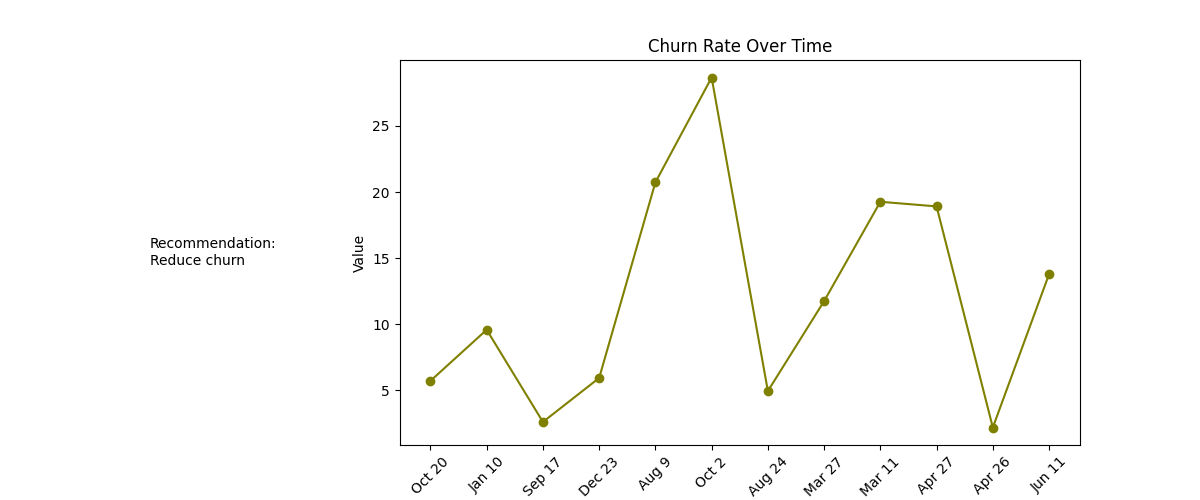 Churn Rate Over Time
Recommendation:
Reduce churn
Value
25
20
15
10
5
Oct 20
Jan 10
Sep 17
Dec 23
Aug 9
Oct 2
Aug 24
Mar 27
Mar 11
Apr 27
Apr 26
Jun 11